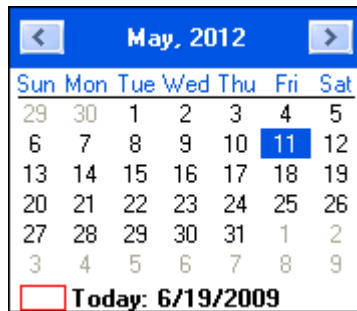 May, 2012
Sun Mon Tue Wed Thu Fri Sat
29 30 1 2 3 4 5
6 7 8 9 10 11 12
13 14 15 16 17 18 19
20 21 22 23 24 25 26
27 28 29 30 31 1 2
3 4 5 6 7 8 9
Today: 6/19/2009